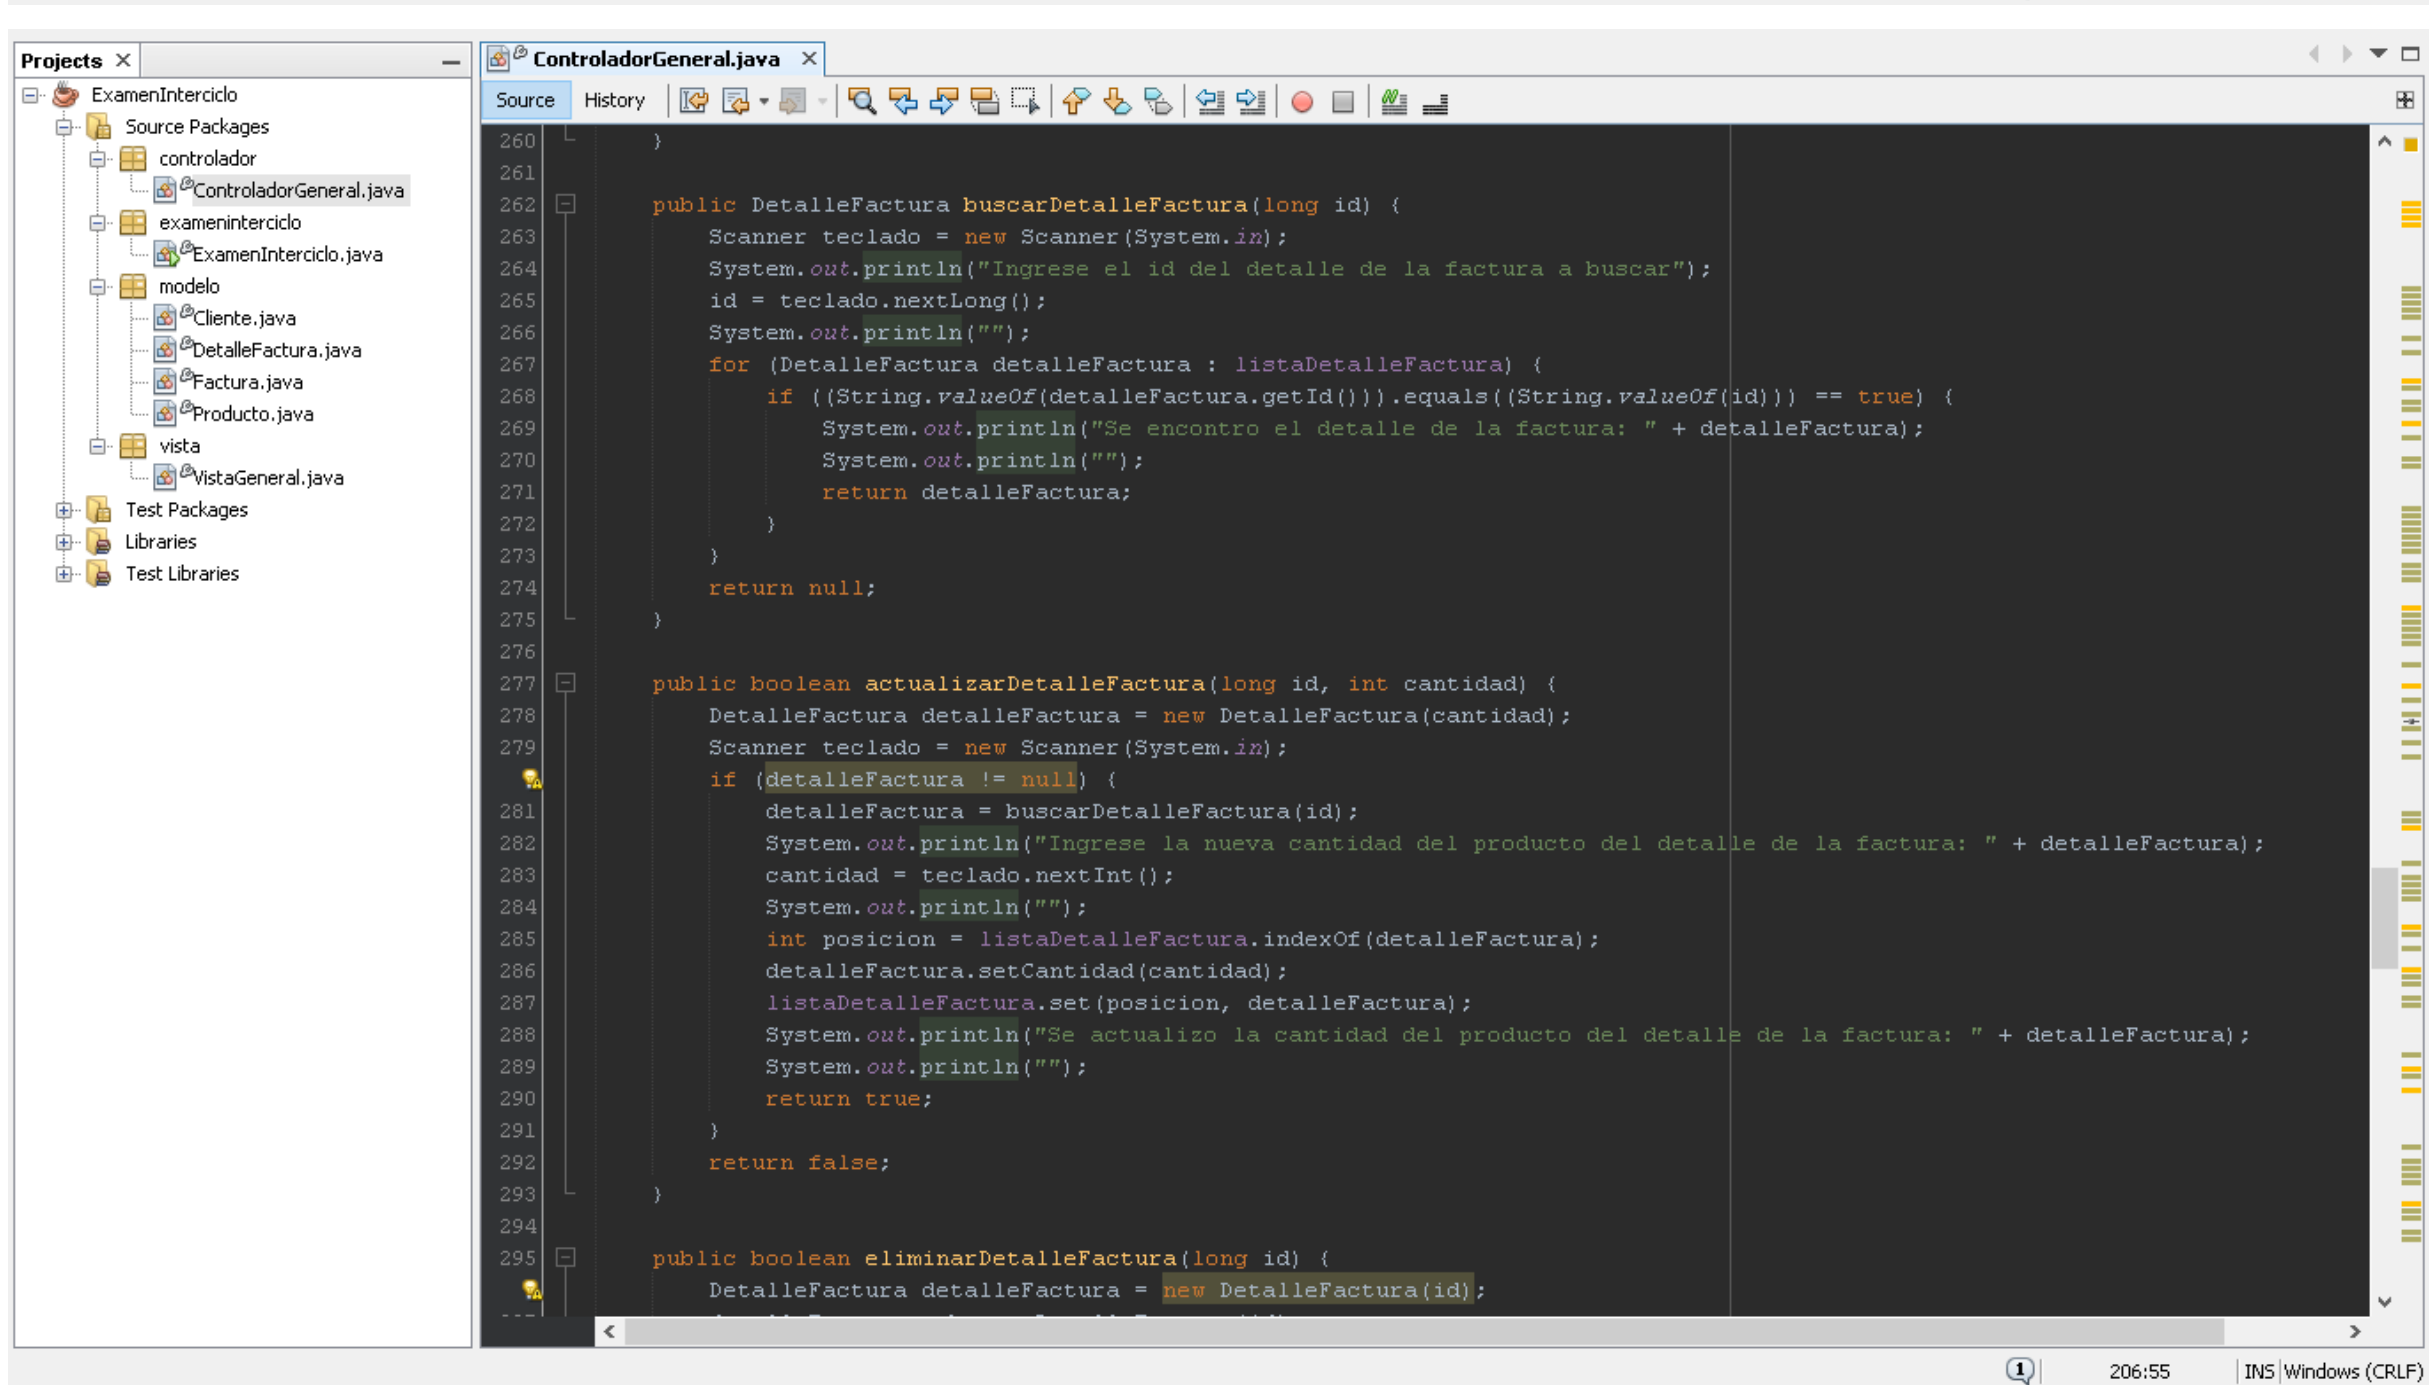 Projects
ExamenInterciclo
Source Packages
controlador
ControladorGeneral.java
exameninterciclo
ExamenInterciclo.java
modelo
Cliente.java
DetalleFactura.java
Factura.java
Producto.java
vista
VistaGeneral.java
Test Packages
Libraries
Test Libraries
ControladorGeneral.java
Source History
260 }
261
262 public DetalleFactura buscarDetalleFactura(long id) {
263 Scanner teclado = new Scanner(System.in);
264 System.out.println("Ingrese el id del detalle de la factura a buscar");
265 id = teclado.nextLong();
266 System.out.println("");
267 for (DetalleFactura detalleFactura : listaDetalleFactura) {
268 if ((String.valueOf(detalleFactura.getId())).equals((String.valueOf(id))) == true) {
269 System.out.println("Se encontro el detalle de la factura: " + detalleFactura);
270 System.out.println("");
271 return detalleFactura;
272 }
273 }
274 return null;
275 }
276
277 public boolean actualizarDetalleFactura(long id, int cantidad) {
278 DetalleFactura detalleFactura = new DetalleFactura(cantidad);
279 Scanner teclado = new Scanner(System.in);
if (detalleFactura != null) {
281 detalleFactura = buscarDetalleFactura(id);
282 System.out.println("Ingrese la nueva cantidad del producto del detalle de la factura: " + detalleFactura);
283 cantidad = teclado.nextInt();
284 System.out.println("");
285 int posicion = listaDetalleFactura.indexOf(detalleFactura);
286 detalleFactura.setCantidad(cantidad);
287 listaDetalleFactura.set(posicion, detalleFactura);
288 System.out.println("Se actualizo la cantidad del producto del detalle de la factura: " + detalleFactura);
289 System.out.println("");
290 return true;
291 }
292 return false;
293 }
294
295 public boolean eliminarDetalleFactura(long id) {
DetalleFactura detalleFactura = new DetalleFactura(id);
1 206:55 INS Windows (CRLF)